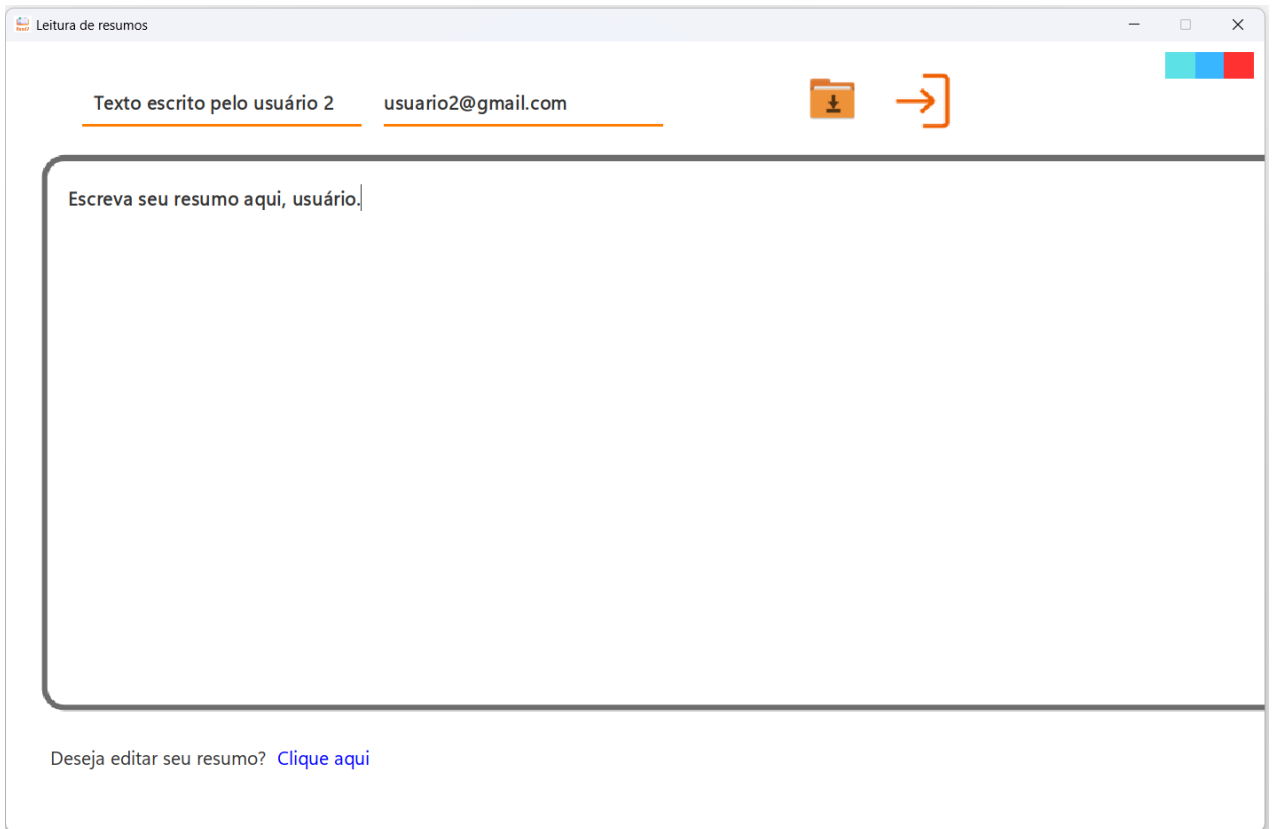 Leitura de resumos
Texto escrito pelo usuário 2 usuario2@gmail.com
Escreva seu resumo aqui, usuário.
Deseja editar seu resumo? Clique aqui